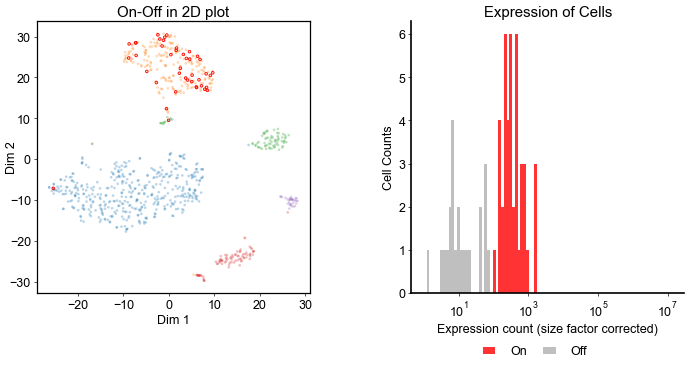 On-Off in 2D plot
Dim 2
30
20
10
0
−10
−20
−30
−20 −10 0 10 20 30
Dim 1
Expression of Cells
Cell Counts
6
5
4
3
2
1
0
10^1 10^3 10^5 10^7
Expression count (size factor corrected)
On Off